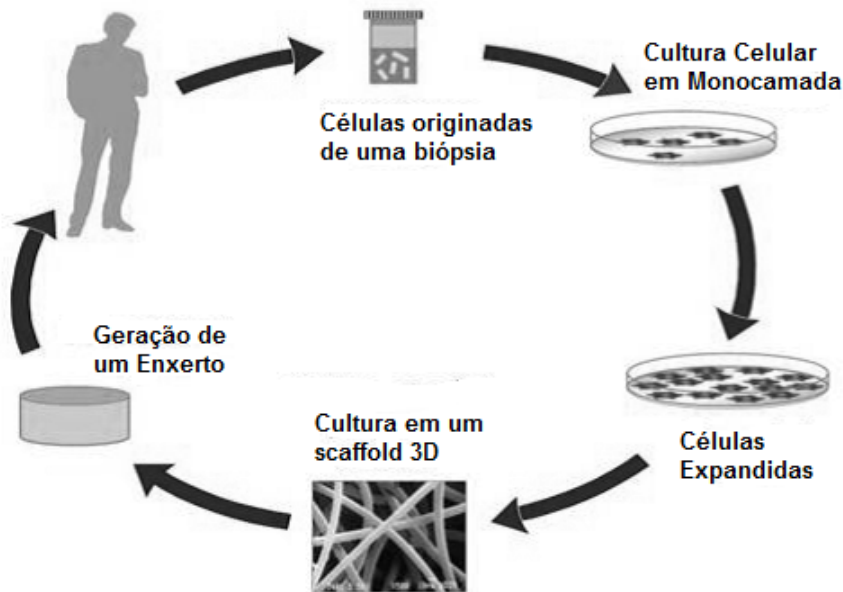 Células originadas
de uma biópsia
Cultura Celular
em Monocamada
Células
Expandidas
Cultura em um
scaffold 3D
Geração de
um Enxerto